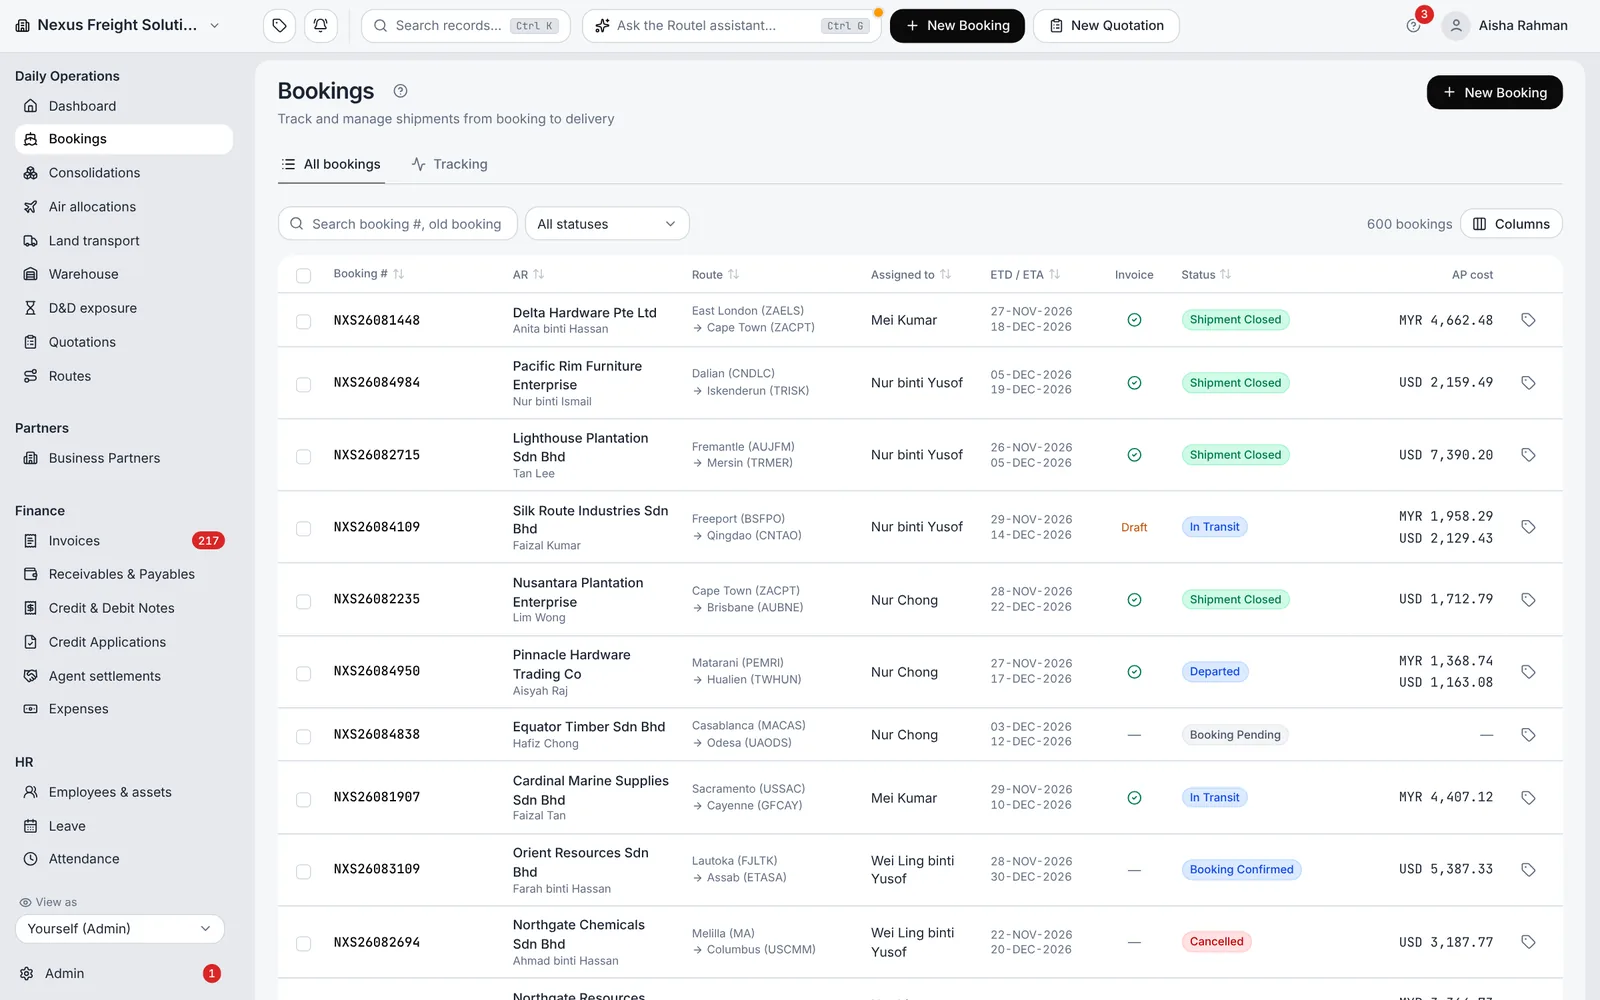 Nexus Freight Soluti...
Search records... Ctrl K
Ask the Routel assistant... Ctrl G
+ New Booking
New Quotation
3
Aisha Rahman
Daily Operations
Dashboard
Bookings
Consolidations
Air allocations
Land transport
Warehouse
D&D exposure
Quotations
Routes
Partners
Business Partners
Finance
Invoices 217
Receivables & Payables
Credit & Debit Notes
Credit Applications
Agent settlements
Expenses
HR
Employees & assets
Leave
Attendance
View as
Yourself (Admin)
Admin 1
Bookings
Track and manage shipments from booking to delivery
+ New Booking
All bookings Tracking
Search booking #, old booking
All statuses
600 bookings
Columns
Booking # AR Route Assigned to ETD / ETA Invoice Status AP cost
NXS26081448
Delta Hardware Pte Ltd
Anita binti Hassan
East London (ZAELS)
→ Cape Town (ZACPT)
Mei Kumar
27-NOV-2026
18-DEC-2026
Shipment Closed
MYR 4,662.48
NXS26084984
Pacific Rim Furniture
Enterprise
Nur binti Ismail
Dalian (CNDLC)
→ Iskenderun (TRISK)
Nur binti Yusof
05-DEC-2026
19-DEC-2026
Shipment Closed
USD 2,159.49
NXS26082715
Lighthouse Plantation
Sdn Bhd
Tan Lee
Fremantle (AUJFM)
→ Mersin (TRMER)
Nur binti Yusof
26-NOV-2026
05-DEC-2026
Shipment Closed
USD 7,390.20
NXS26084109
Silk Route Industries Sdn
Bhd
Faizal Kumar
Freeport (BSFPO)
→ Qingdao (CNTAO)
Nur binti Yusof
29-NOV-2026
14-DEC-2026
Draft
In Transit
MYR 1,958.29
USD 2,129.43
NXS26082235
Nusantara Plantation
Enterprise
Lim Wong
Cape Town (ZACPT)
→ Brisbane (AUBNE)
Nur Chong
28-NOV-2026
22-DEC-2026
Shipment Closed
USD 1,712.79
NXS26084950
Pinnacle Hardware
Trading Co
Aisyah Raj
Matarani (PEMRI)
→ Hualien (TWHUN)
Nur Chong
27-NOV-2026
17-DEC-2026
Departed
MYR 1,368.74
USD 1,163.08
NXS26084838
Equator Timber Sdn Bhd
Hafiz Chong
Casablanca (MACAS)
→ Odesa (UAODS)
Nur Chong
03-DEC-2026
12-DEC-2026
—
Booking Pending
—
NXS26081907
Cardinal Marine Supplies
Sdn Bhd
Faizal Tan
Sacramento (USSAC)
→ Cayenne (GFCAY)
Mei Kumar
29-NOV-2026
10-DEC-2026
In Transit
MYR 4,407.12
NXS26083109
Orient Resources Sdn
Bhd
Farah binti Hassan
Lautoka (FJLTK)
→ Assab (ETASA)
Wei Ling binti
Yusof
28-NOV-2026
30-DEC-2026
—
Booking Confirmed
USD 5,387.33
NXS26082694
Northgate Chemicals
Sdn Bhd
Ahmad binti Hassan
Melilla (MA)
→ Columbus (USCMM)
Wei Ling binti
Yusof
22-NOV-2026
20-DEC-2026
—
Cancelled
USD 3,187.77
Northgate Resources